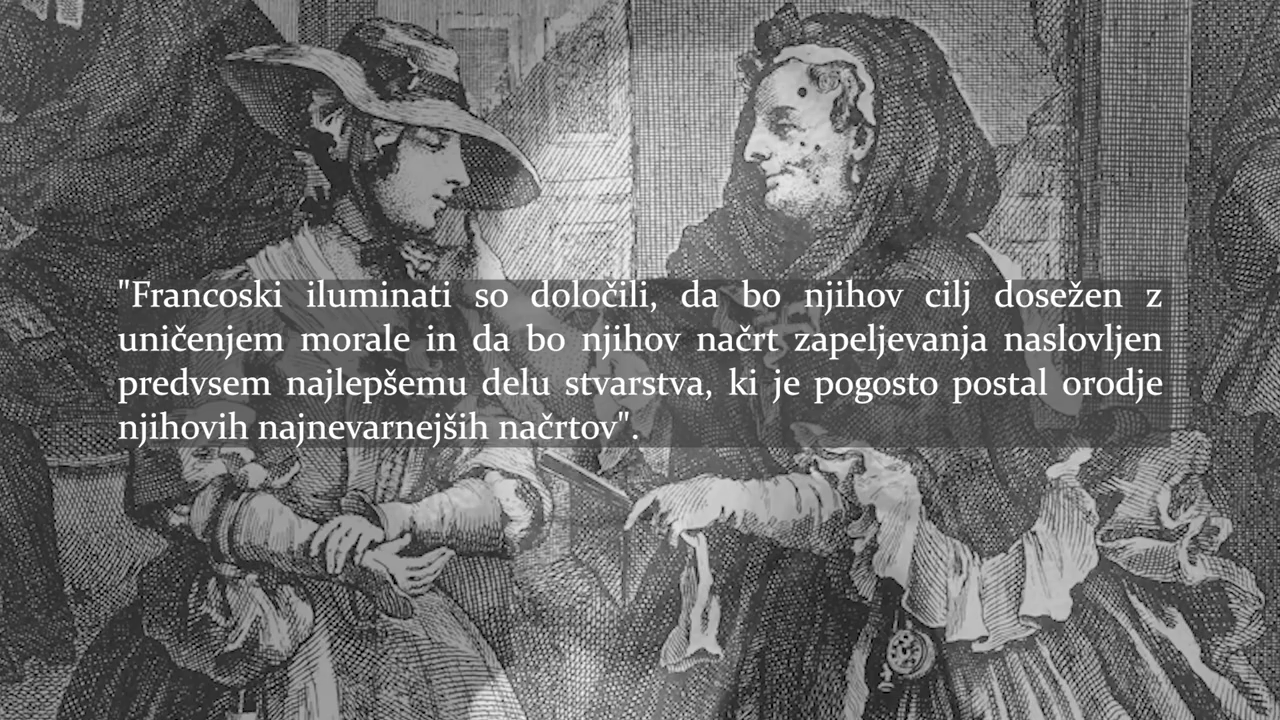 "Francoski iluminati so določili, da bo njihov cilj dosežen z
uničenjem morale in da bo njihov načrt zapeljevanja naslovljen
predvsem najlepšemu delu stvarstva, ki je pogosto postal orodje
njihovih najnevarnejših načrtov".